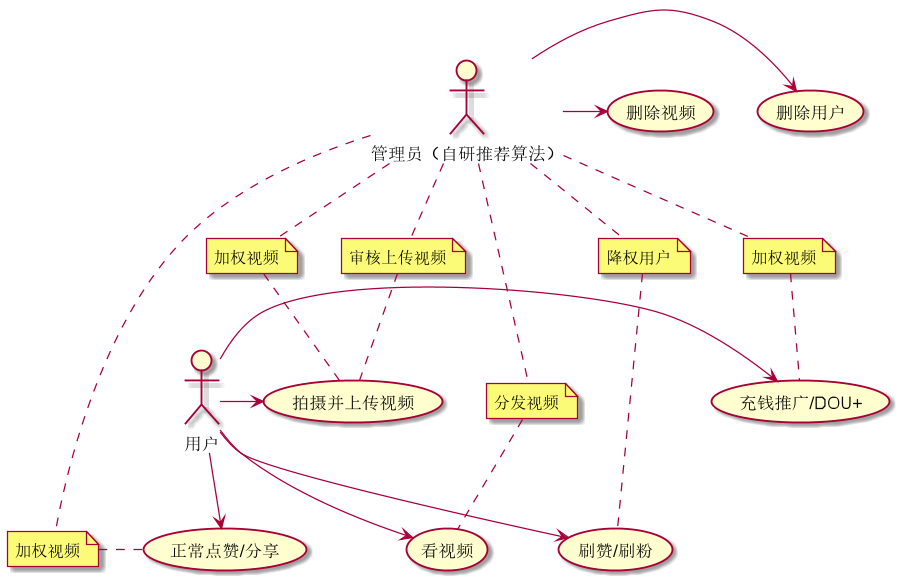 删除视频
删除用户
管理员（自研推荐算法）
加权视频
审核上传视频
降权用户
加权视频
用户
拍摄并上传视频
分发视频
充钱推广/DOU+
加权视频
正常点赞/分享
看视频
刷赞/刷粉